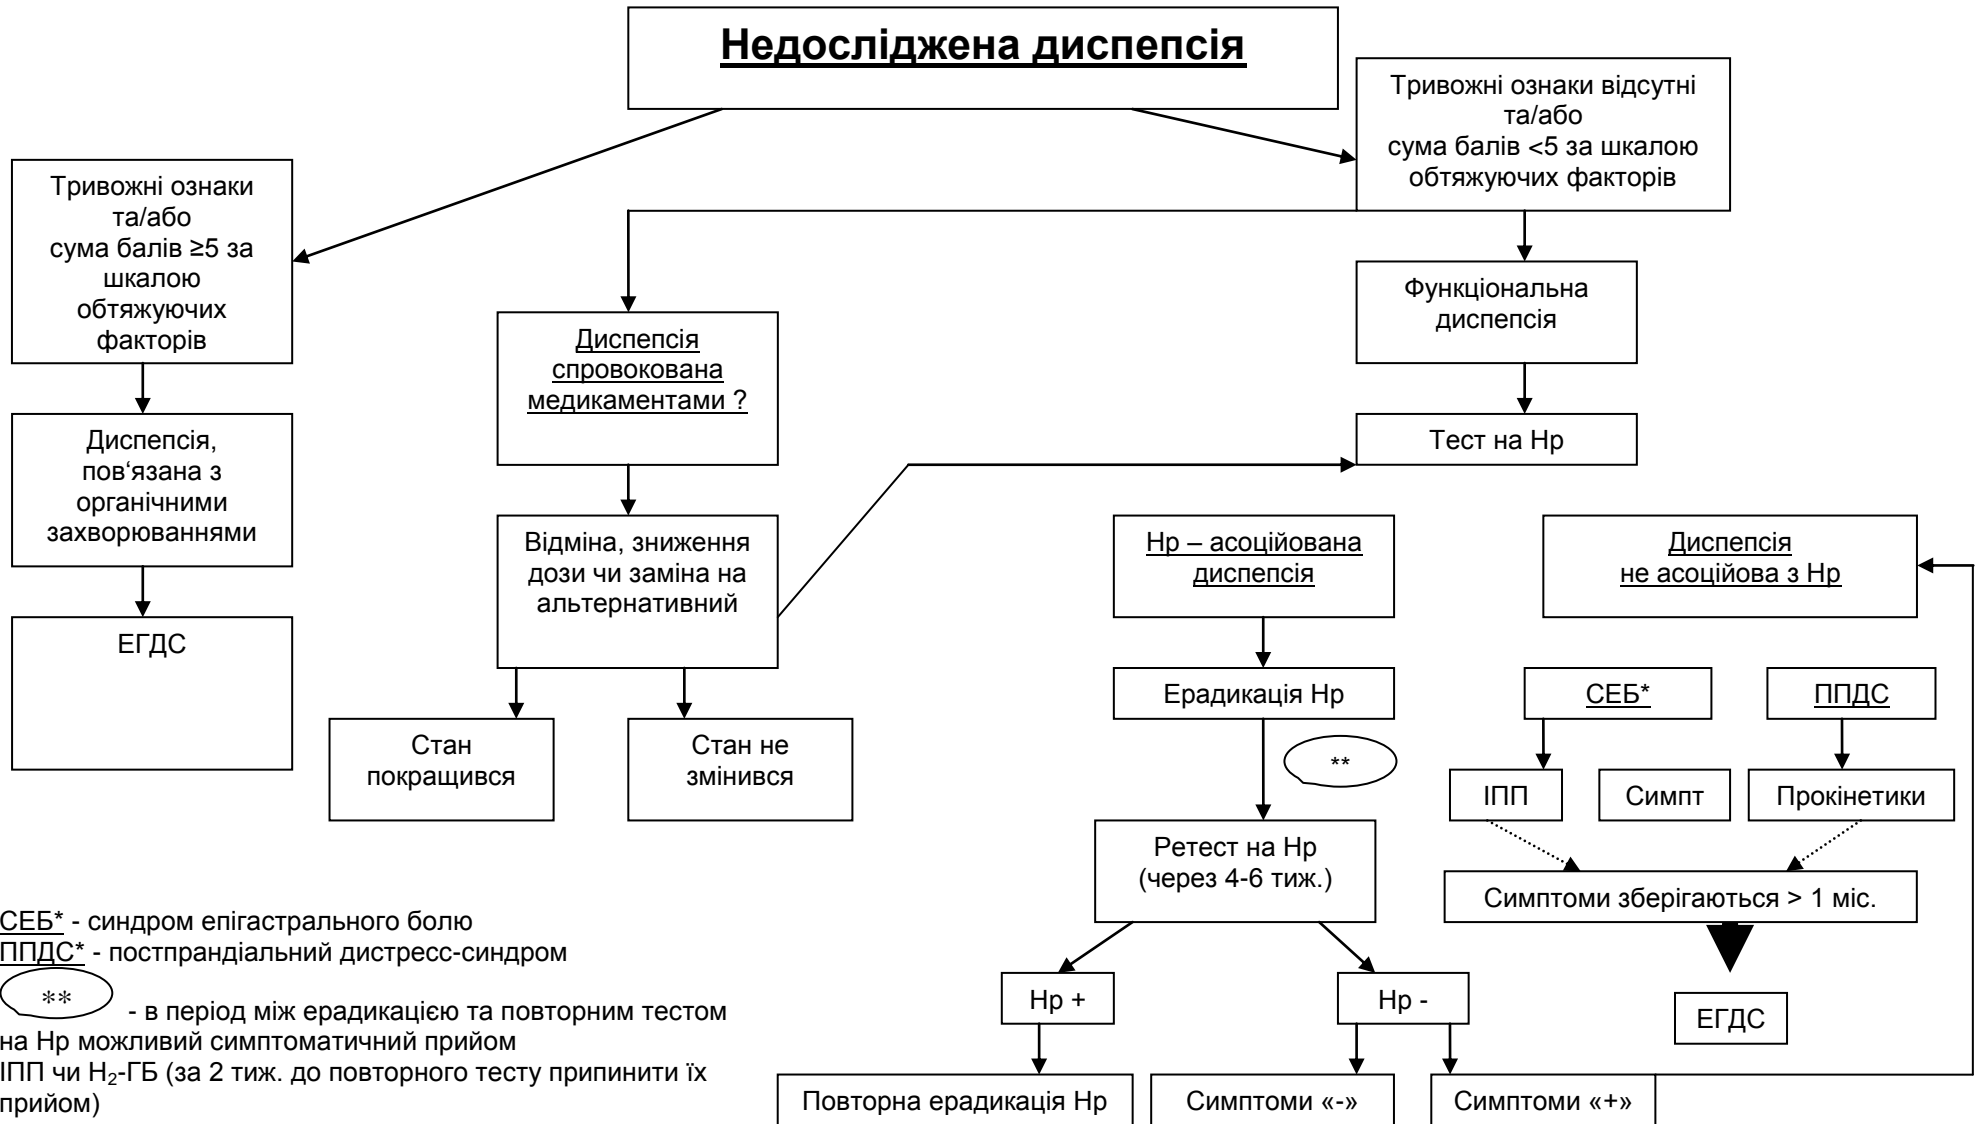 Недосліджена диспепсія
Тривожні ознаки відсутні
та/або
сума балів <5 за шкалою
обтяжуючих факторів
Тривожні ознаки
та/або
сума балів ≥5 за
шкалою
обтяжуючих
факторів
Функціональна
диспепсія
Диспепсія
спровокована
медикаментами ?
Тест на Нр
Диспепсія,
пов‘язана з
органічними
захворюваннями
Відміна, зниження
дози чи заміна на
альтернативний
Нр – асоційована
диспепсія
Диспепсія
не асоційова з Нр
ЕГДС
Ерадикація Нр
СЕБ*
ППДС
Стан
покращився
Стан не
змінився
**
ІПП
Симпт
Прокінетики
Ретест на Нр
(через 4-6 тиж.)
Симптоми зберігаються > 1 міс.
СЕБ* - синдром епігастрального болю
ППДС* - постпрандіальний дистресс-синдром
** - в період між ерадикацією та повторним тестом
на Нр можливий симптоматичний прийом
ІПП чи Н₂-ГБ (за 2 тиж. до повторного тесту припинити їх
прийом)
Нр +
Нр -
ЕГДС
Повторна ерадикація Нр
Симптоми «-»
Симптоми «+»